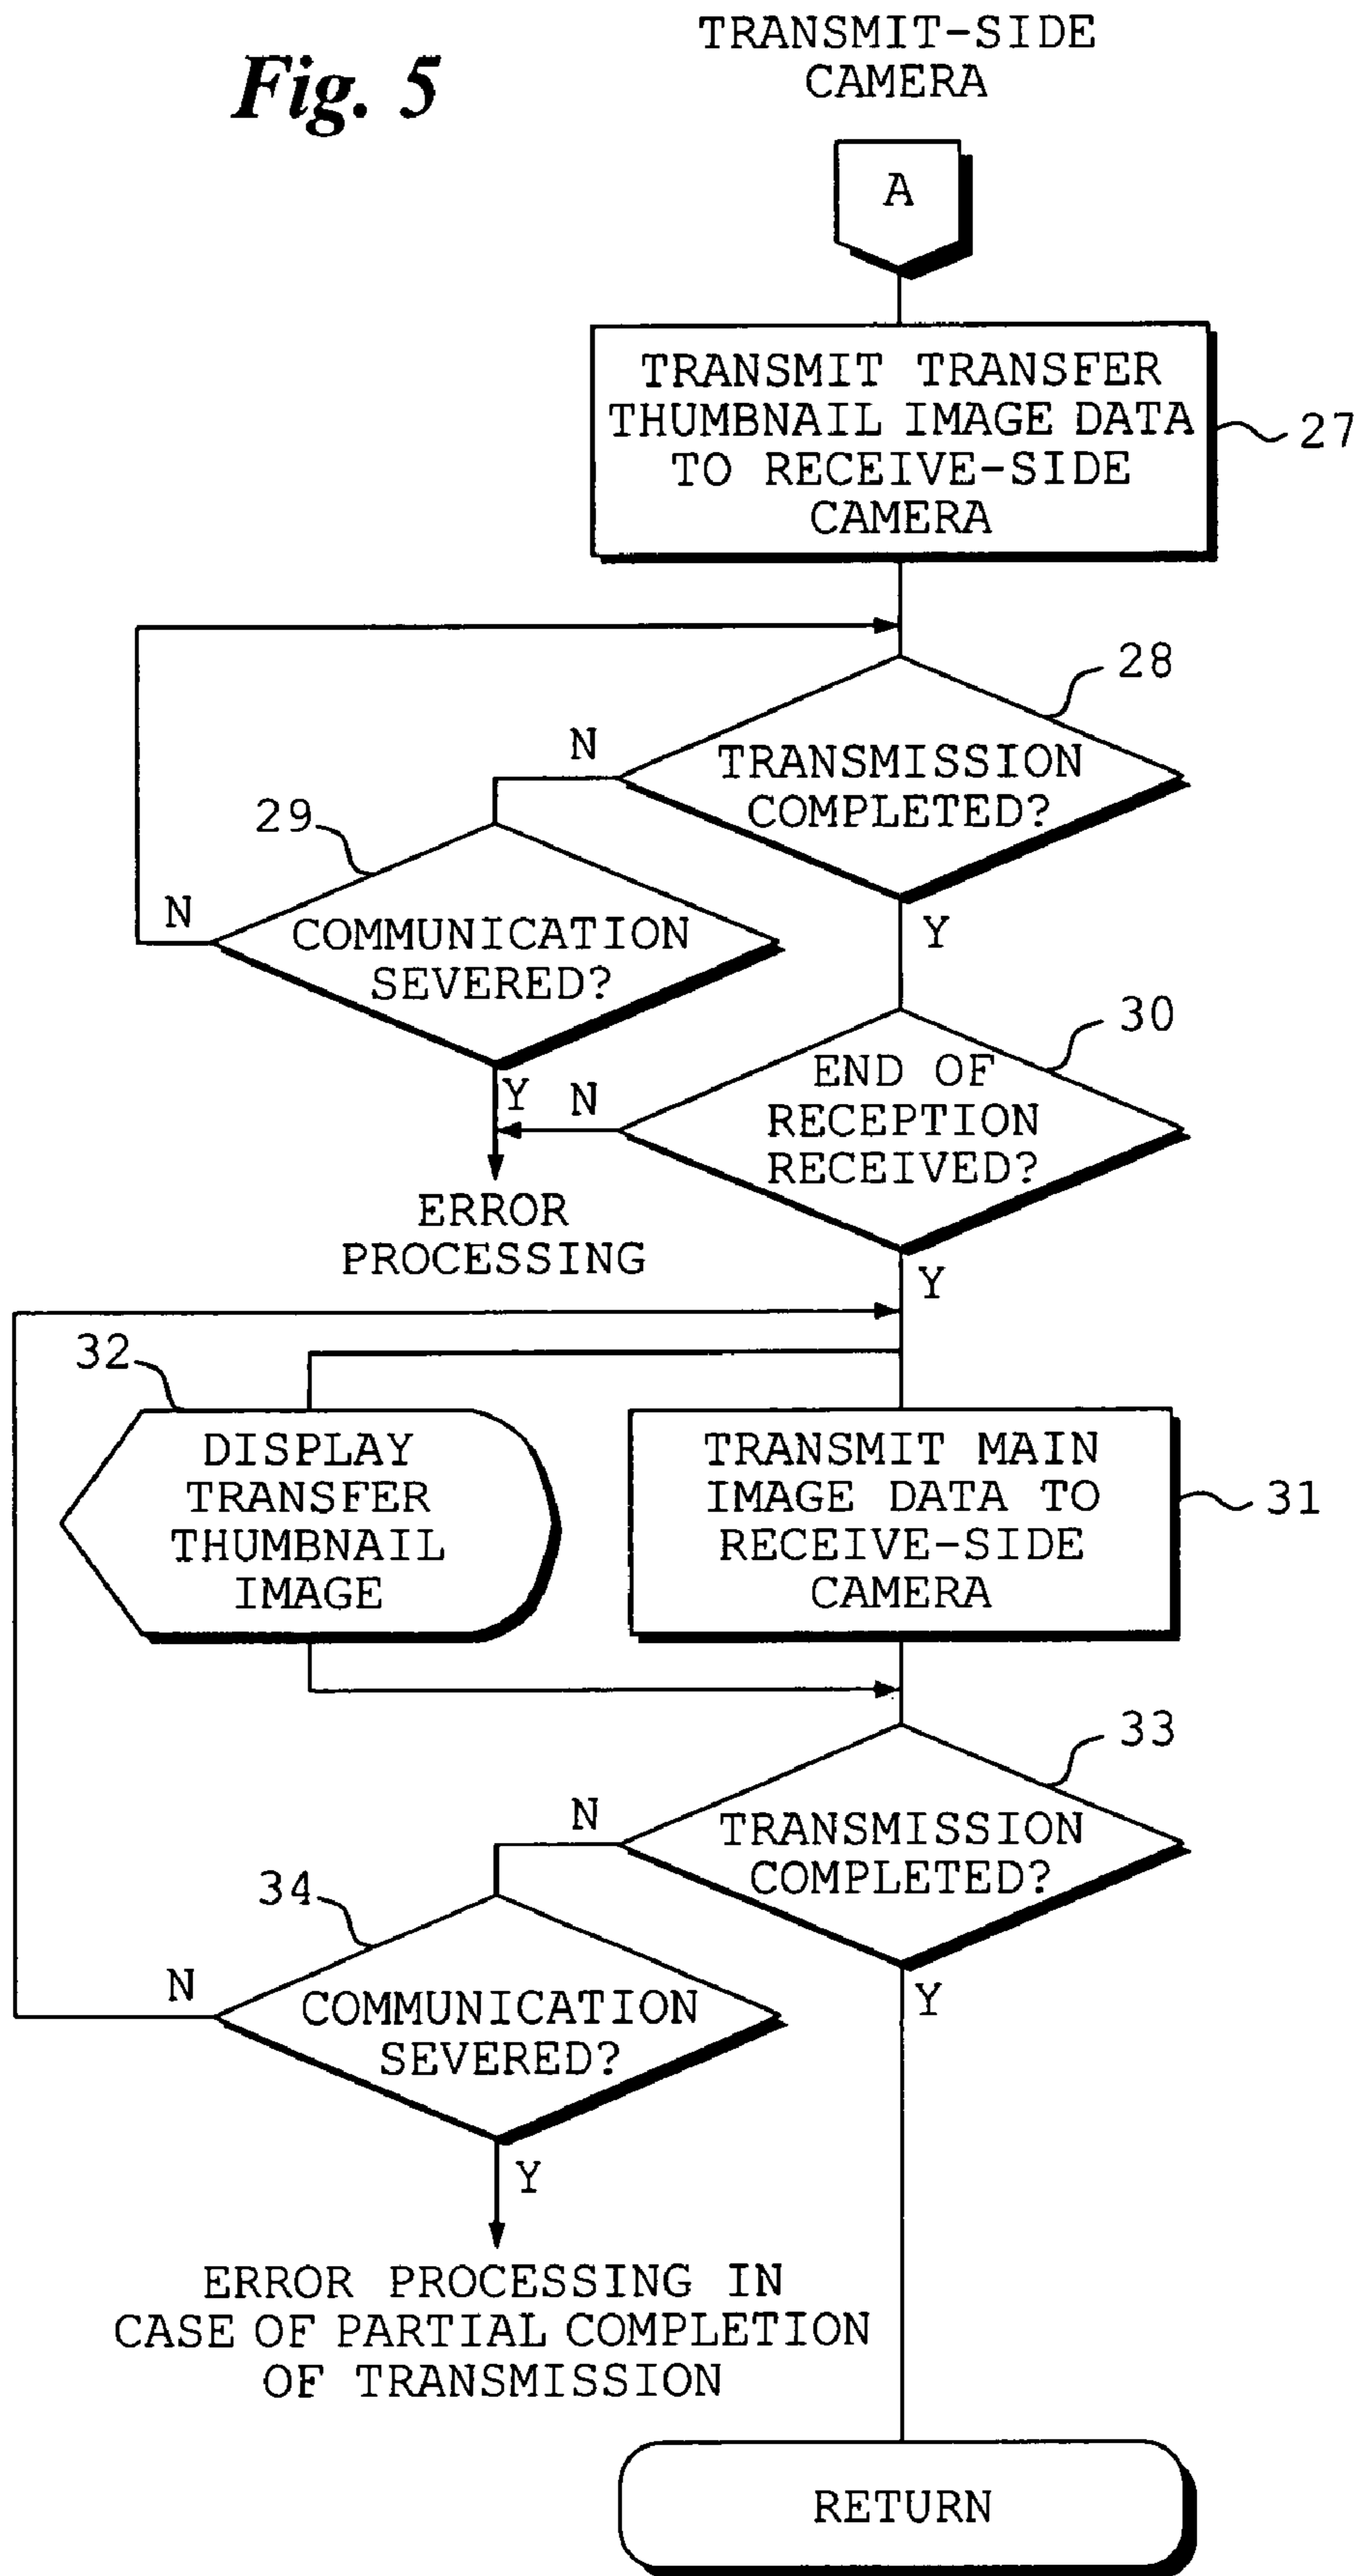 Fig. 5
TRANSMIT-SIDE
CAMERA
A
TRANSMIT TRANSFER
THUMBNAIL IMAGE DATA
TO RECEIVE-SIDE
CAMERA
27
28
N
TRANSMISSION
COMPLETED?
Y
29
N
COMMUNICATION
SEVERED?
Y
30
N
END OF
RECEPTION
RECEIVED?
Y
ERROR
PROCESSING
32
DISPLAY
TRANSFER
THUMBNAIL
IMAGE
TRANSMIT MAIN
IMAGE DATA TO
RECEIVE-SIDE
CAMERA
31
33
N
TRANSMISSION
COMPLETED?
Y
34
N
COMMUNICATION
SEVERED?
Y
ERROR PROCESSING IN
CASE OF PARTIAL COMPLETION
OF TRANSMISSION
RETURN